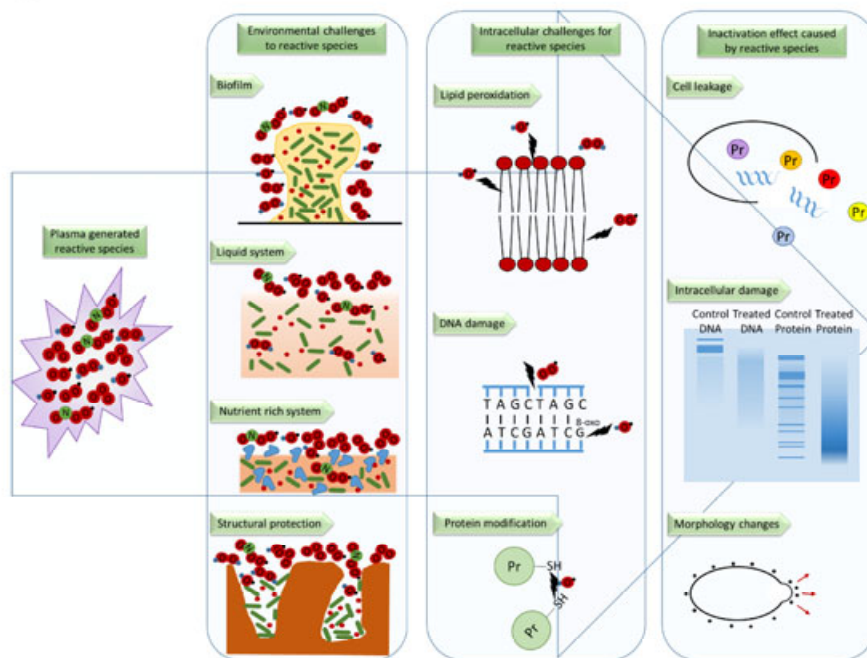 Environmental challenges
to reactive species
Intracellular challenges for
reactive species
Inactivation effect caused
by reactive species
Biofilm
Lipid peroxidation
Cell leakage
Pr
Pr
Pr
Pr
Pr
Plasma generated
reactive species
Liquid system
DNA damage
Intracellular damage
Control Treated Control Treated
DNA DNA Protein Protein
Nutrient rich system
TAGCTAGC
8-oxo
ATCGATCG
Structural protection
Protein modification
Morphology changes
Pr
SH
SH
Pr